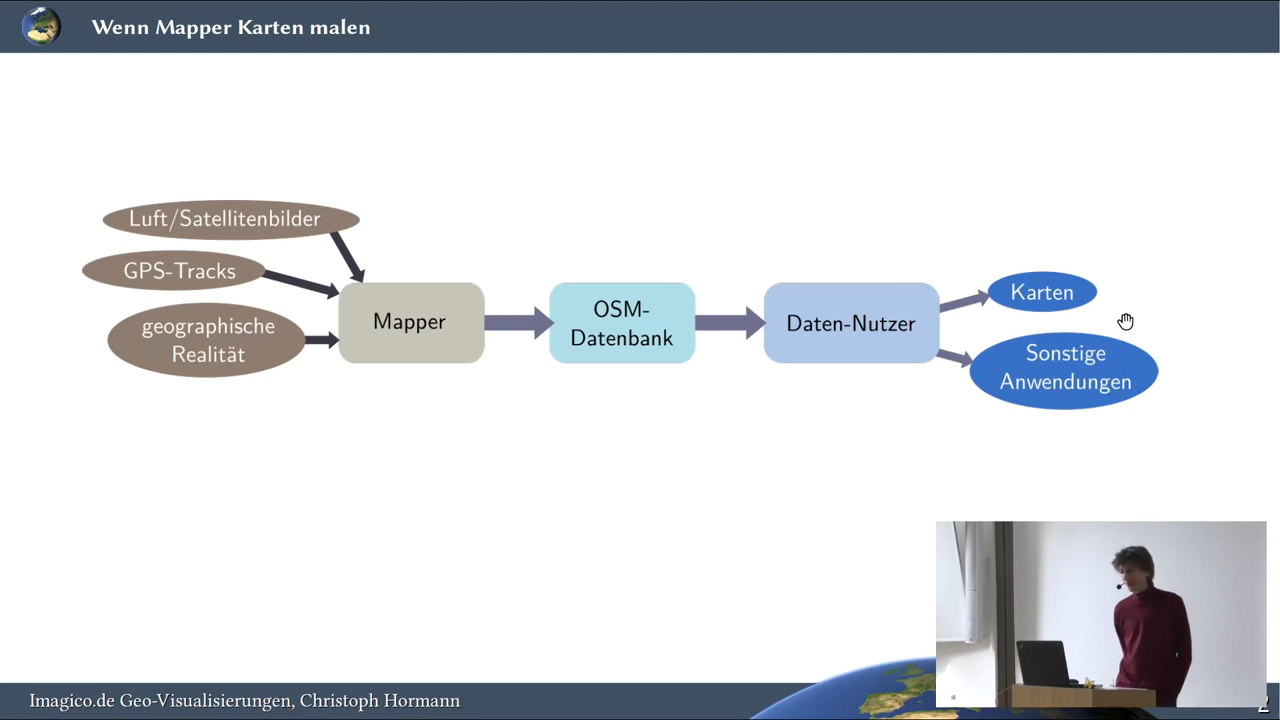 Wenn Mapper Karten malen
Luft/Satellitenbilder
GPS-Tracks
geographische
Realität
Mapper
OSM-
Datenbank
Daten-Nutzer
Karten
Sonstige
Anwendungen
Imagico.de Geo-Visualisierungen, Christoph Hormann
2